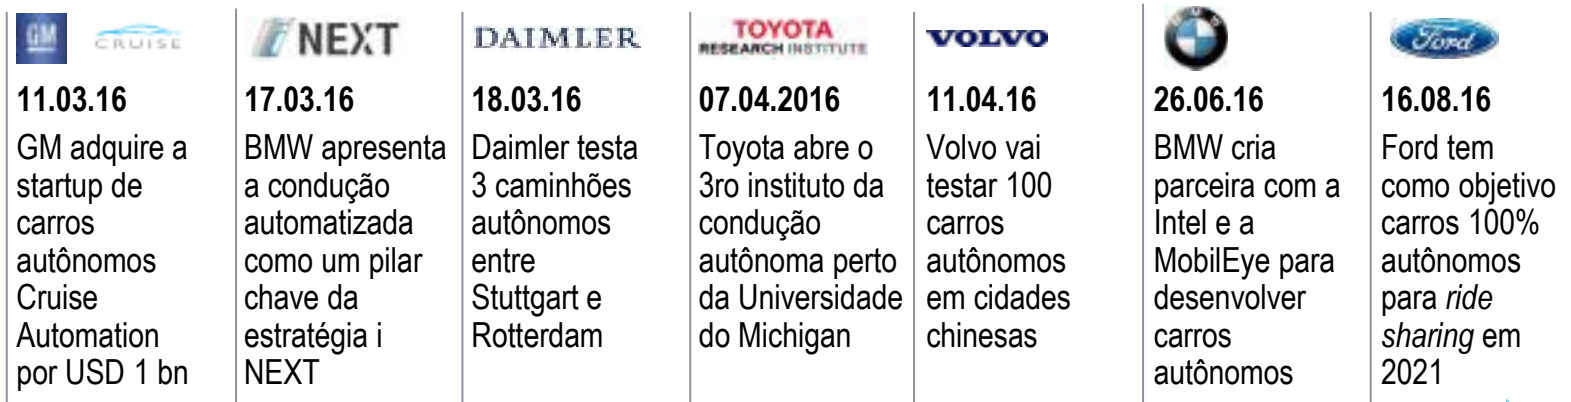 GM
CRUISE
11.03.16
GM adquire a
startup de
carros
autônomos
Cruise
Automation
por USD 1 bn
i NEXT
17.03.16
BMW apresenta
a condução
automatizada
como um pilar
chave da
estratégia i
NEXT
DAIMLER
18.03.16
Daimler testa
3 caminhões
autônomos
entre
Stuttgart e
Rotterdam
TOYOTA
RESEARCH INSTITUTE
07.04.2016
Toyota abre o
3ro instituto da
condução
autônoma perto
da Universidade
do Michigan
VOLVO
11.04.16
Volvo vai
testar 100
carros
autônomos
em cidades
chinesas
BMW
26.06.16
BMW cria
parceira com a
Intel e a
MobilEye para
desenvolver
carros
autônomos
Ford
16.08.16
Ford tem
como objetivo
carros 100%
autônomos
para ride
sharing em
2021